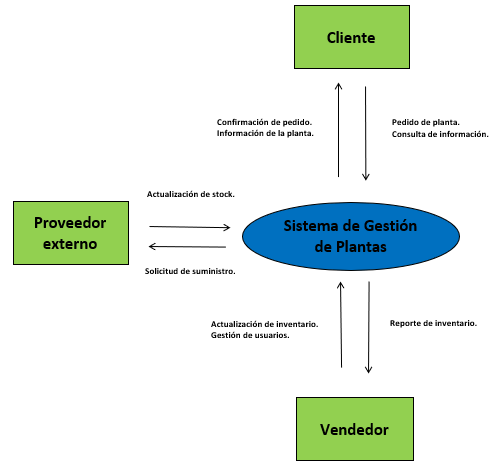 Cliente
Confirmación de pedido.
Información de la planta.
Pedido de planta.
Consulta de información.
Actualización de stock.
Proveedor
externo
Sistema de Gestión
de Plantas
Solicitud de suministro.
Actualización de inventario.
Gestión de usuarios.
Reporte de inventario.
Vendedor